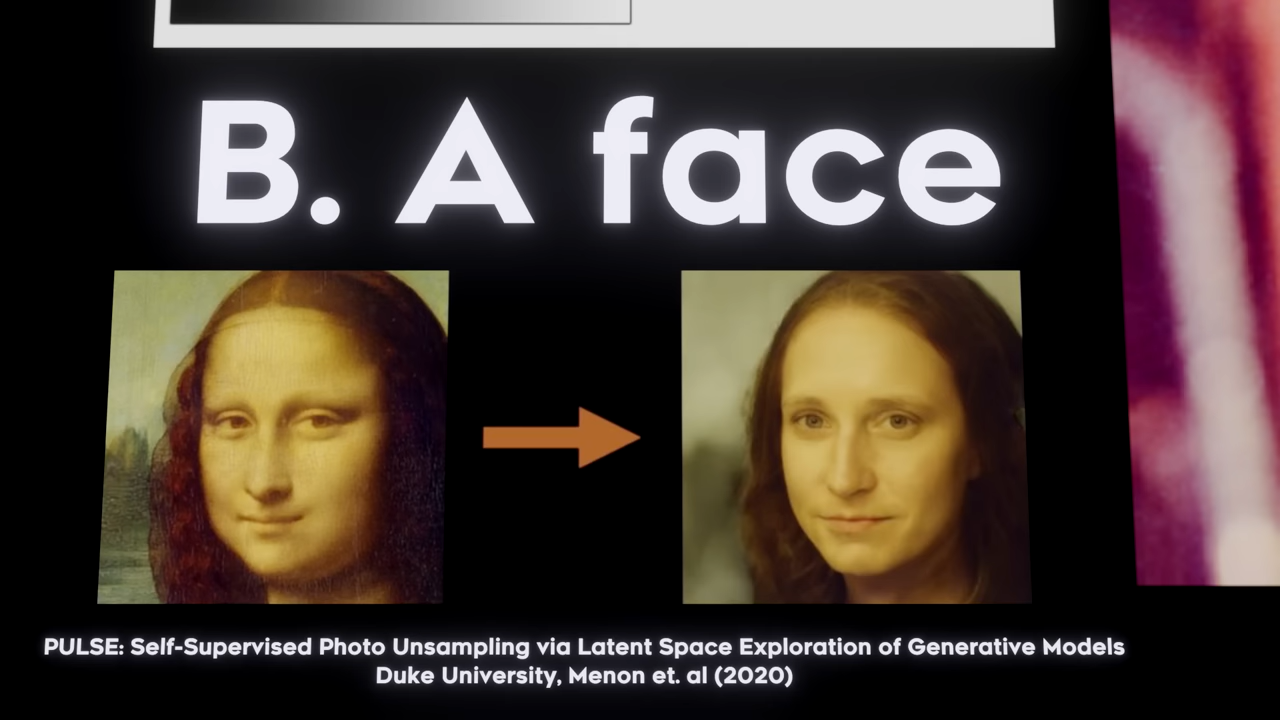 B. A face
PULSE: Self-Supervised Photo Unsampling via Latent Space Exploration of Generative Models
Duke University, Menon et. al (2020)